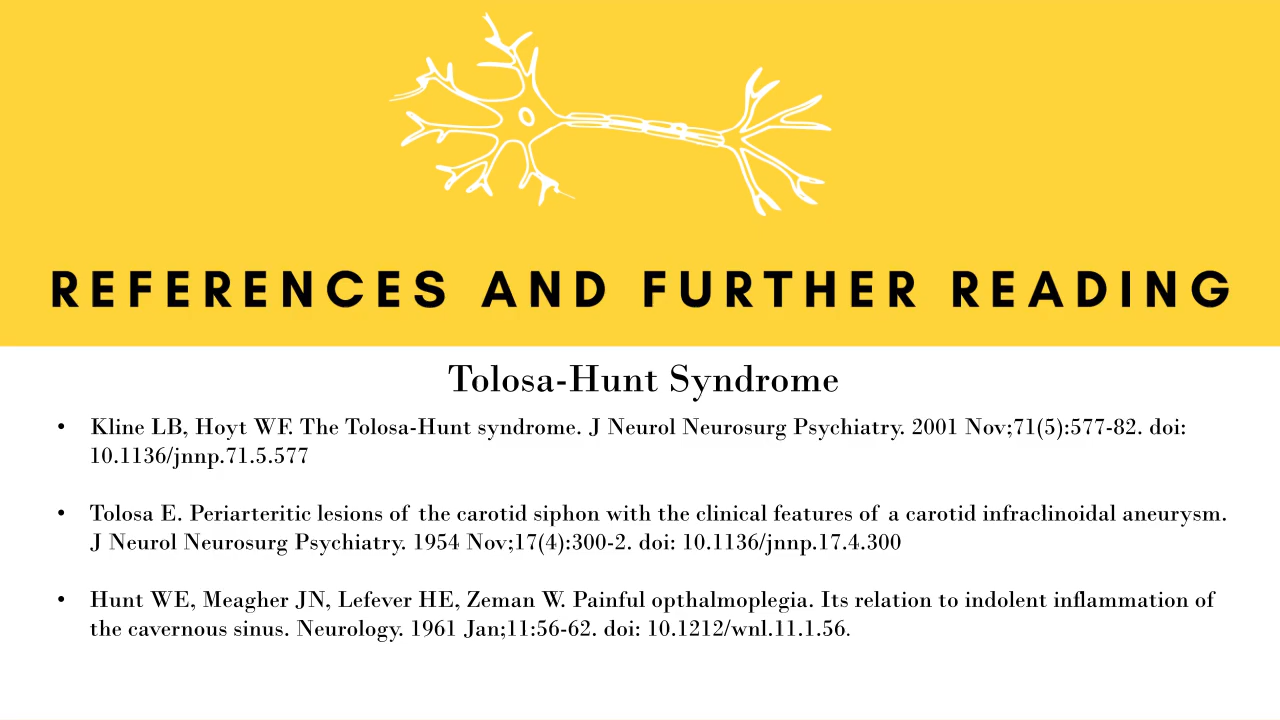 REFERENCES AND FURTHER READING
Tolosa-Hunt Syndrome
• Kline LB, Hoyt WF. The Tolosa-Hunt syndrome. J Neurol Neurosurg Psychiatry. 2001 Nov;71(5):577-82. doi:
10.1136/jnnp.71.5.577
• Tolosa E. Periarteritic lesions of the carotid siphon with the clinical features of a carotid infraclinoidal aneurysm.
J Neurol Neurosurg Psychiatry. 1954 Nov;17(4):300-2. doi: 10.1136/jnnp.17.4.300
• Hunt WE, Meagher JN, Lefever HE, Zeman W. Painful opthalmoplegia. Its relation to indolent inflammation of
the cavernous sinus. Neurology. 1961 Jan;11:56-62. doi: 10.1212/wnl.11.1.56.